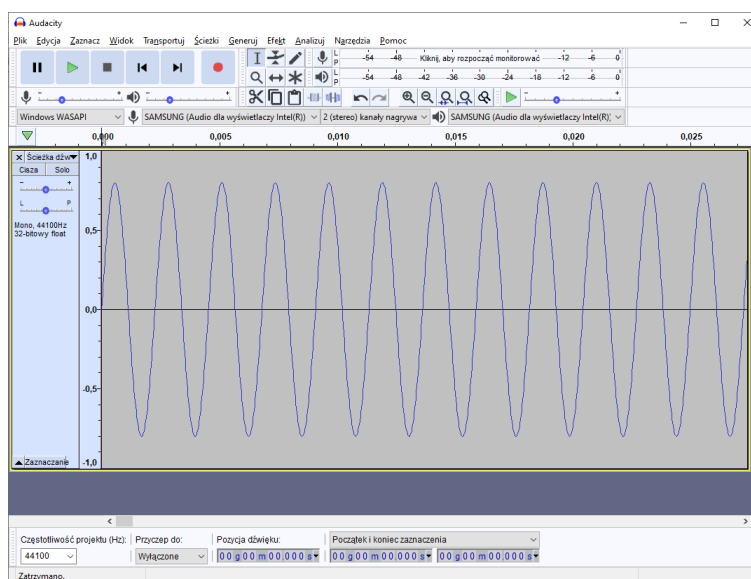 Audacity
Plik Edycja Zaznacz Widok Transportuj Ścieżki Generuj Efekt Analizuj Narzędzia Pomoc
L P -54 -48 Kliknij, aby rozpocząć monitorować -12 -6 0
L P -54 -48 -42 -36 -30 -24 -18 -12 -6 0
- + - + - +
Windows WASAPI SAMSUNG (Audio dla wyświetlaczy Intel(R)) 2 (stereo) kanały nagrywa SAMSUNG (Audio dla wyświetlaczy Intel(R))
0,000 0,005 0,010 0,015 0,020 0,025
X Ścieżka dźw 1,0
Cisza Solo
- +
L P
Mono, 44100Hz
32-bitowy float
0,5
0,0
-0,5
Zaznaczanie -1,0
Częstotliwość projektu (Hz): Przyczep do: Pozycja dźwięku: Początek i koniec zaznaczenia
44100 Wyłączone 00 g 00 m 00,000 s 00 g 00 m 00,000 s 00 g 00 m 00,000 s
Zatrzymano.